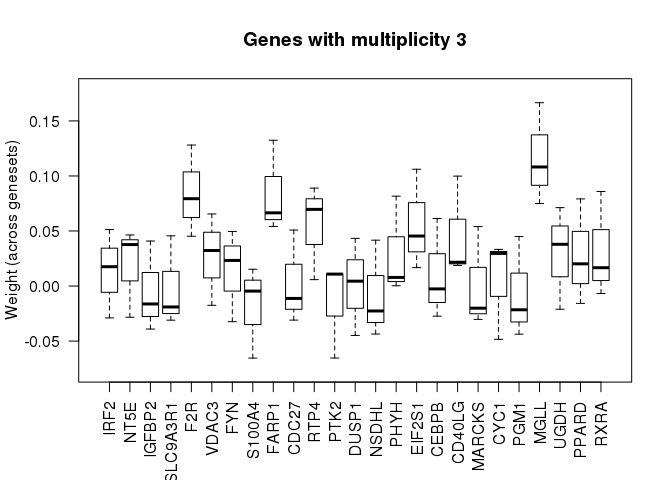 Genes with multiplicity 3
Weight (across genesets)
0.15
0.10
0.05
0.00
-0.05
IRF2
NT5E
IGFBP2
SLC9A3R1
F2R
VDAC3
FYN
S100A4
FARP1
CDC27
RTP4
PTK2
DUSP1
NSDHL
PHYH
EIF2S1
CEBPB
CD40LG
MARCKS
CYC1
PGM1
MGLL
UGDH
PPARD
RXRA